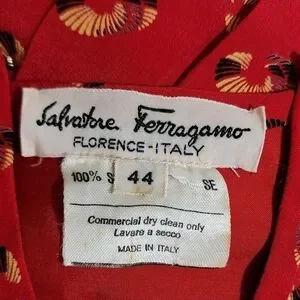 Salvatore Ferragamo
FLORENCE-ITALY
100% S 44 SE
Commercial dry clean only
Lavare a secco
MADE IN ITALY